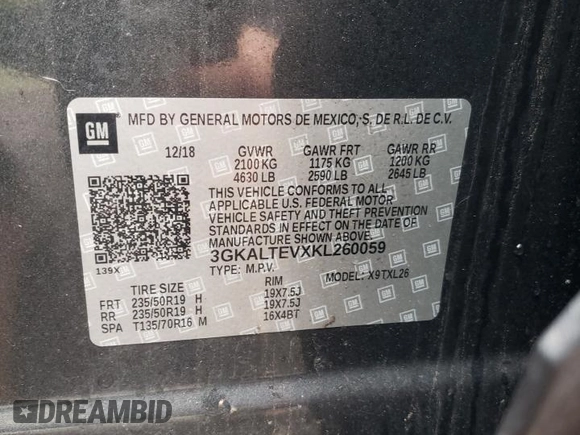 GM
MFD BY GENERAL MOTORS DE MEXICO, S. DE R.L. DE C.V.
12/18 GVWR GAWR FRT GAWR RR
2100 KG 1175 KG 1200 KG
4630 LB 2590 LB 2645 LB
THIS VEHICLE CONFORMS TO ALL
APPLICABLE U.S. FEDERAL MOTOR
VEHICLE SAFETY AND THEFT PREVENTION
STANDARDS IN EFFECT ON THE DATE OF
MANUFACTURE SHOWN ABOVE.
3GKALTEVXKL260059
139X TYPE: M.P.V. MODEL: X9TXL26
TIRE SIZE RIM
FRT 235/50R19 H 19X7.5J
RR 235/50R19 H 19X7.5J
SPA T135/70R16 M 16X4BT
DREAMBID